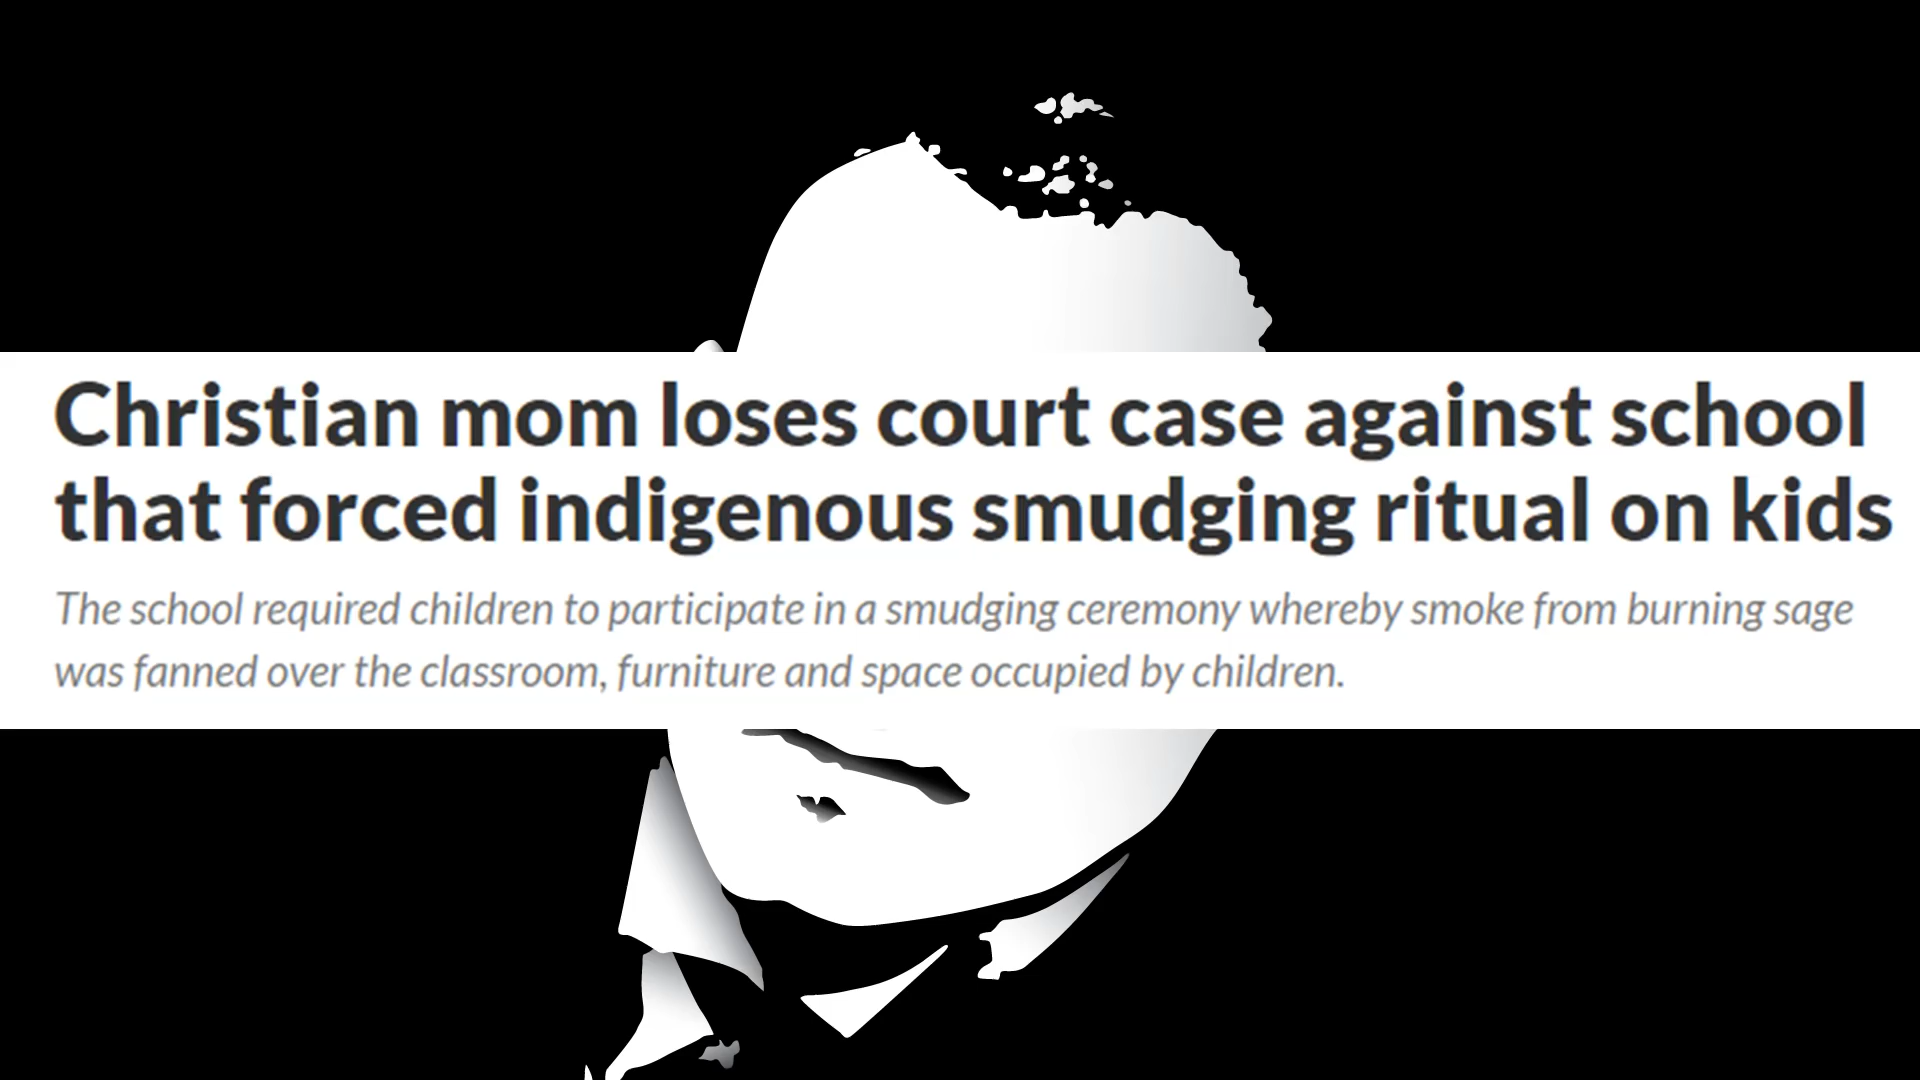 Christian mom loses court case against school
that forced indigenous smudging ritual on kids
The school required children to participate in a smudging ceremony whereby smoke from burning sage
was fanned over the classroom, furniture and space occupied by children.